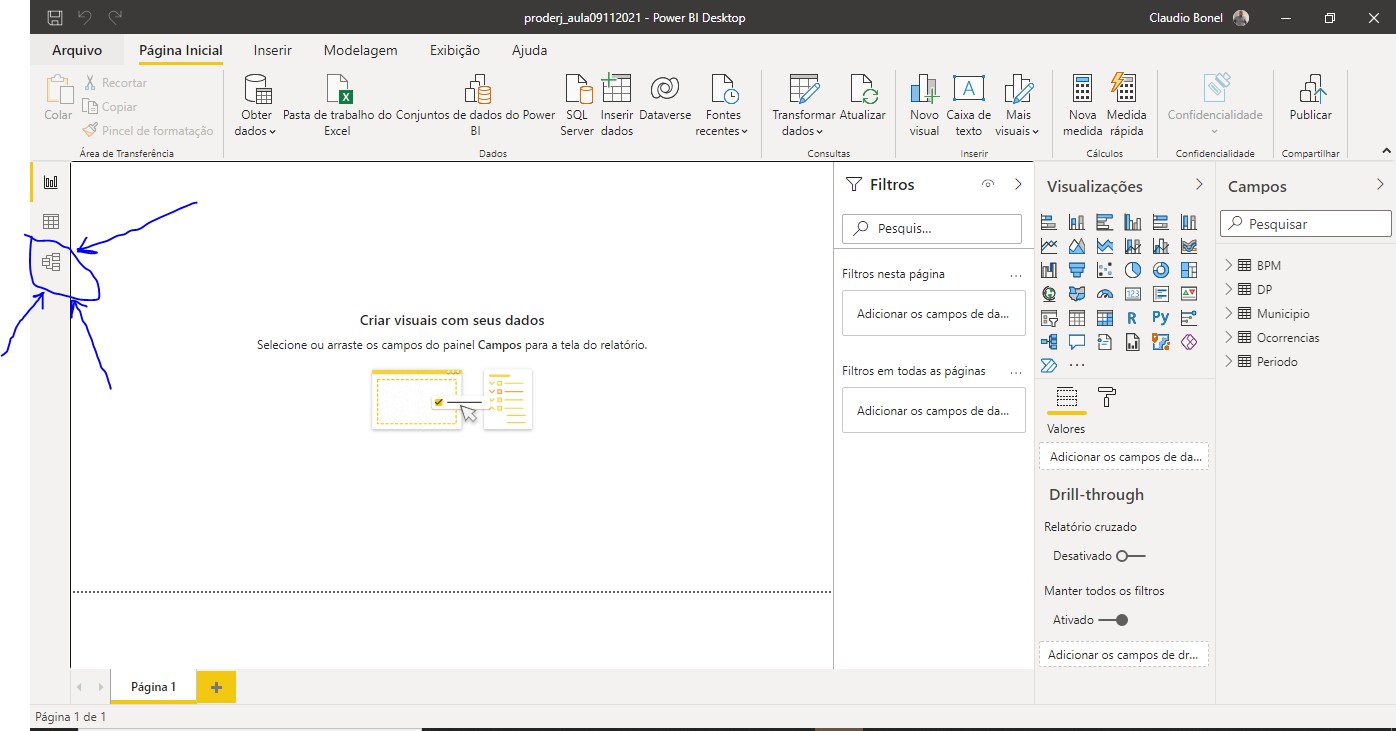 proderj_aula09112021 - Power BI Desktop
Claudio Bonel
Arquivo
Página Inicial
Inserir
Modelagem
Exibição
Ajuda
Colar
Recortar
Copiar
Pincel de formatação
Área de Transferência
Obter
dados
Pasta de trabalho do
Excel
Conjuntos de dados do Power
BI
SQL
Server
Inserir
dados
Dataverse
Fontes
recentes
Dados
Transformar
dados
Atualizar
Consultas
Novo
visual
Caixa de
texto
Mais
visuais
Inserir
Nova
medida
Medida
rápida
Cálculos
Confidencialidade
Confidencialidade
Publicar
Compartilhar
Criar visuais com seus dados
Selecione ou arraste os campos do painel Campos para a tela do relatório.
Filtros
Pesquis...
Filtros nesta página
...
Adicionar os campos de da...
Filtros em todas as páginas
...
Adicionar os campos de da...
Visualizações
123
R
Py
...
Valores
Adicionar os campos de da...
Drill-through
Relatório cruzado
Desativado
Manter todos os filtros
Ativado
Adicionar os campos de dr...
Campos
Pesquisar
BPM
DP
Municipio
Ocorrencias
Periodo
Página 1
Página 1 de 1